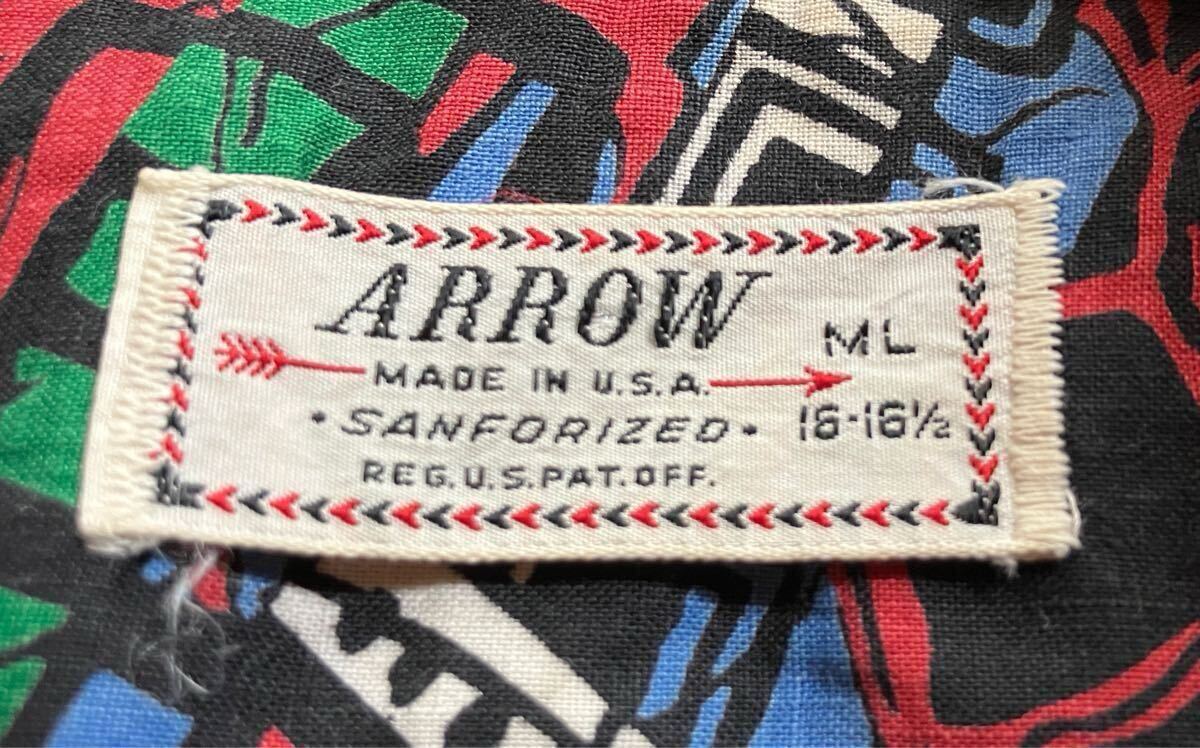 ARROW
MADE IN U.S.A.
ML
• SANFORIZED •
16-16½
REG.U.S.PAT.OFF.